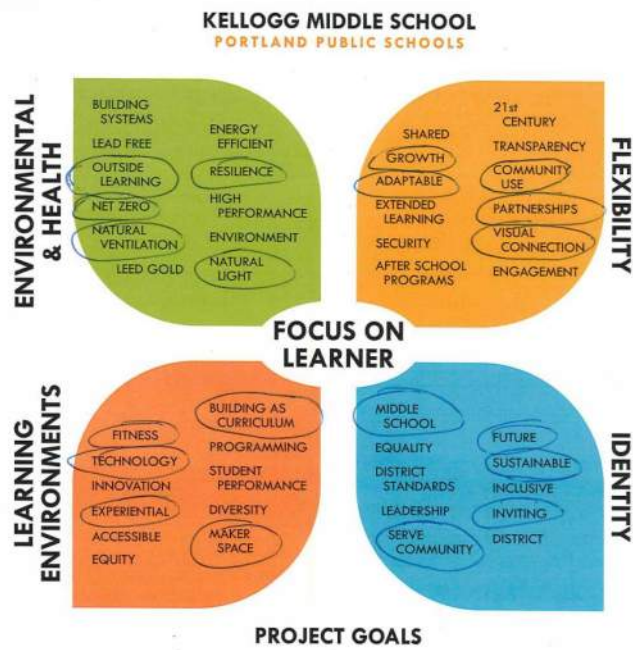 KELLOGG MIDDLE SCHOOL
PORTLAND PUBLIC SCHOOLS
ENVIRONMENTAL
& HEALTH
BUILDING
SYSTEMS
LEAD FREE
OUTSIDE
LEARNING
NET ZERO
NATURAL
VENTILATION
LEED GOLD
ENERGY
EFFICIENT
RESILIENCE
HIGH
PERFORMANCE
ENVIRONMENT
NATURAL
LIGHT
SHARED
GROWTH
ADAPTABLE
EXTENDED
LEARNING
SECURITY
AFTER SCHOOL
PROGRAMS
21st
CENTURY
TRANSPARENCY
COMMUNITY
USE
PARTNERSHIPS
VISUAL
CONNECTION
ENGAGEMENT
FLEXIBILITY
FOCUS ON
LEARNER
LEARNING
ENVIRONMENTS
FITNESS
TECHNOLOGY
INNOVATION
EXPERIENTIAL
ACCESSIBLE
EQUITY
BUILDING AS
CURRICULUM
PROGRAMMING
STUDENT
PERFORMANCE
DIVERSITY
MAKER
SPACE
MIDDLE
SCHOOL
EQUALITY
DISTRICT
STANDARDS
LEADERSHIP
SERVE
COMMUNITY
FUTURE
SUSTAINABLE
INCLUSIVE
INVITING
DISTRICT
IDENTITY
PROJECT GOALS